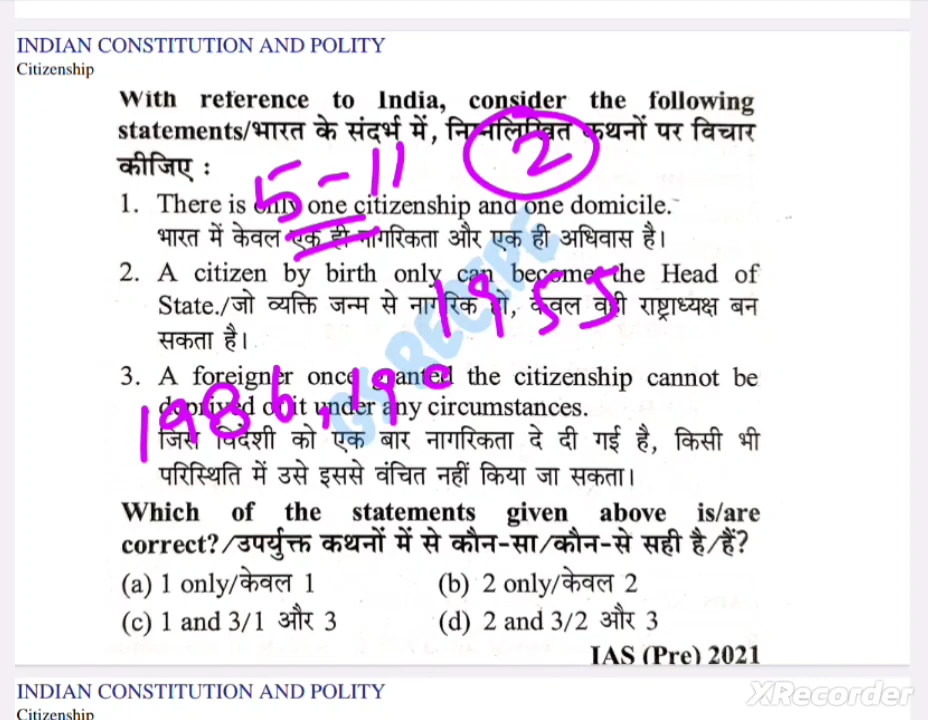 INDIAN CONSTITUTION AND POLITY
Citizenship
With reference to India, consider the following
statements/भारत के संदर्भ में, निम्नलिखित कथनों पर विचार
कीजिए :
2
5-11
1. There is only one citizenship and one domicile.
भारत में केवल एक ही नागरिकता और एक ही अधिवास है।
2. A citizen by birth only can become the Head of
State./जो व्यक्ति जन्म से नागरिक हो, केवल वही राष्ट्राध्यक्ष बन
सकता है।
1955
3. A foreigner once granted the citizenship cannot be
deprived of it under any circumstances.
1986, 190
जिस विदेशी को एक बार नागरिकता दे दी गई है, किसी भी
परिस्थिति में उसे इससे वंचित नहीं किया जा सकता।
GS RECIPE
Which of the statements given above is/are
correct?/उपर्युक्त कथनों में से कौन-सा/कौन-से सही है/हैं?
(a) 1 only/केवल 1 (b) 2 only/केवल 2
(c) 1 and 3/1 और 3 (d) 2 and 3/2 और 3
IAS (Pre) 2021
INDIAN CONSTITUTION AND POLITY
Citizenship
XRecorder